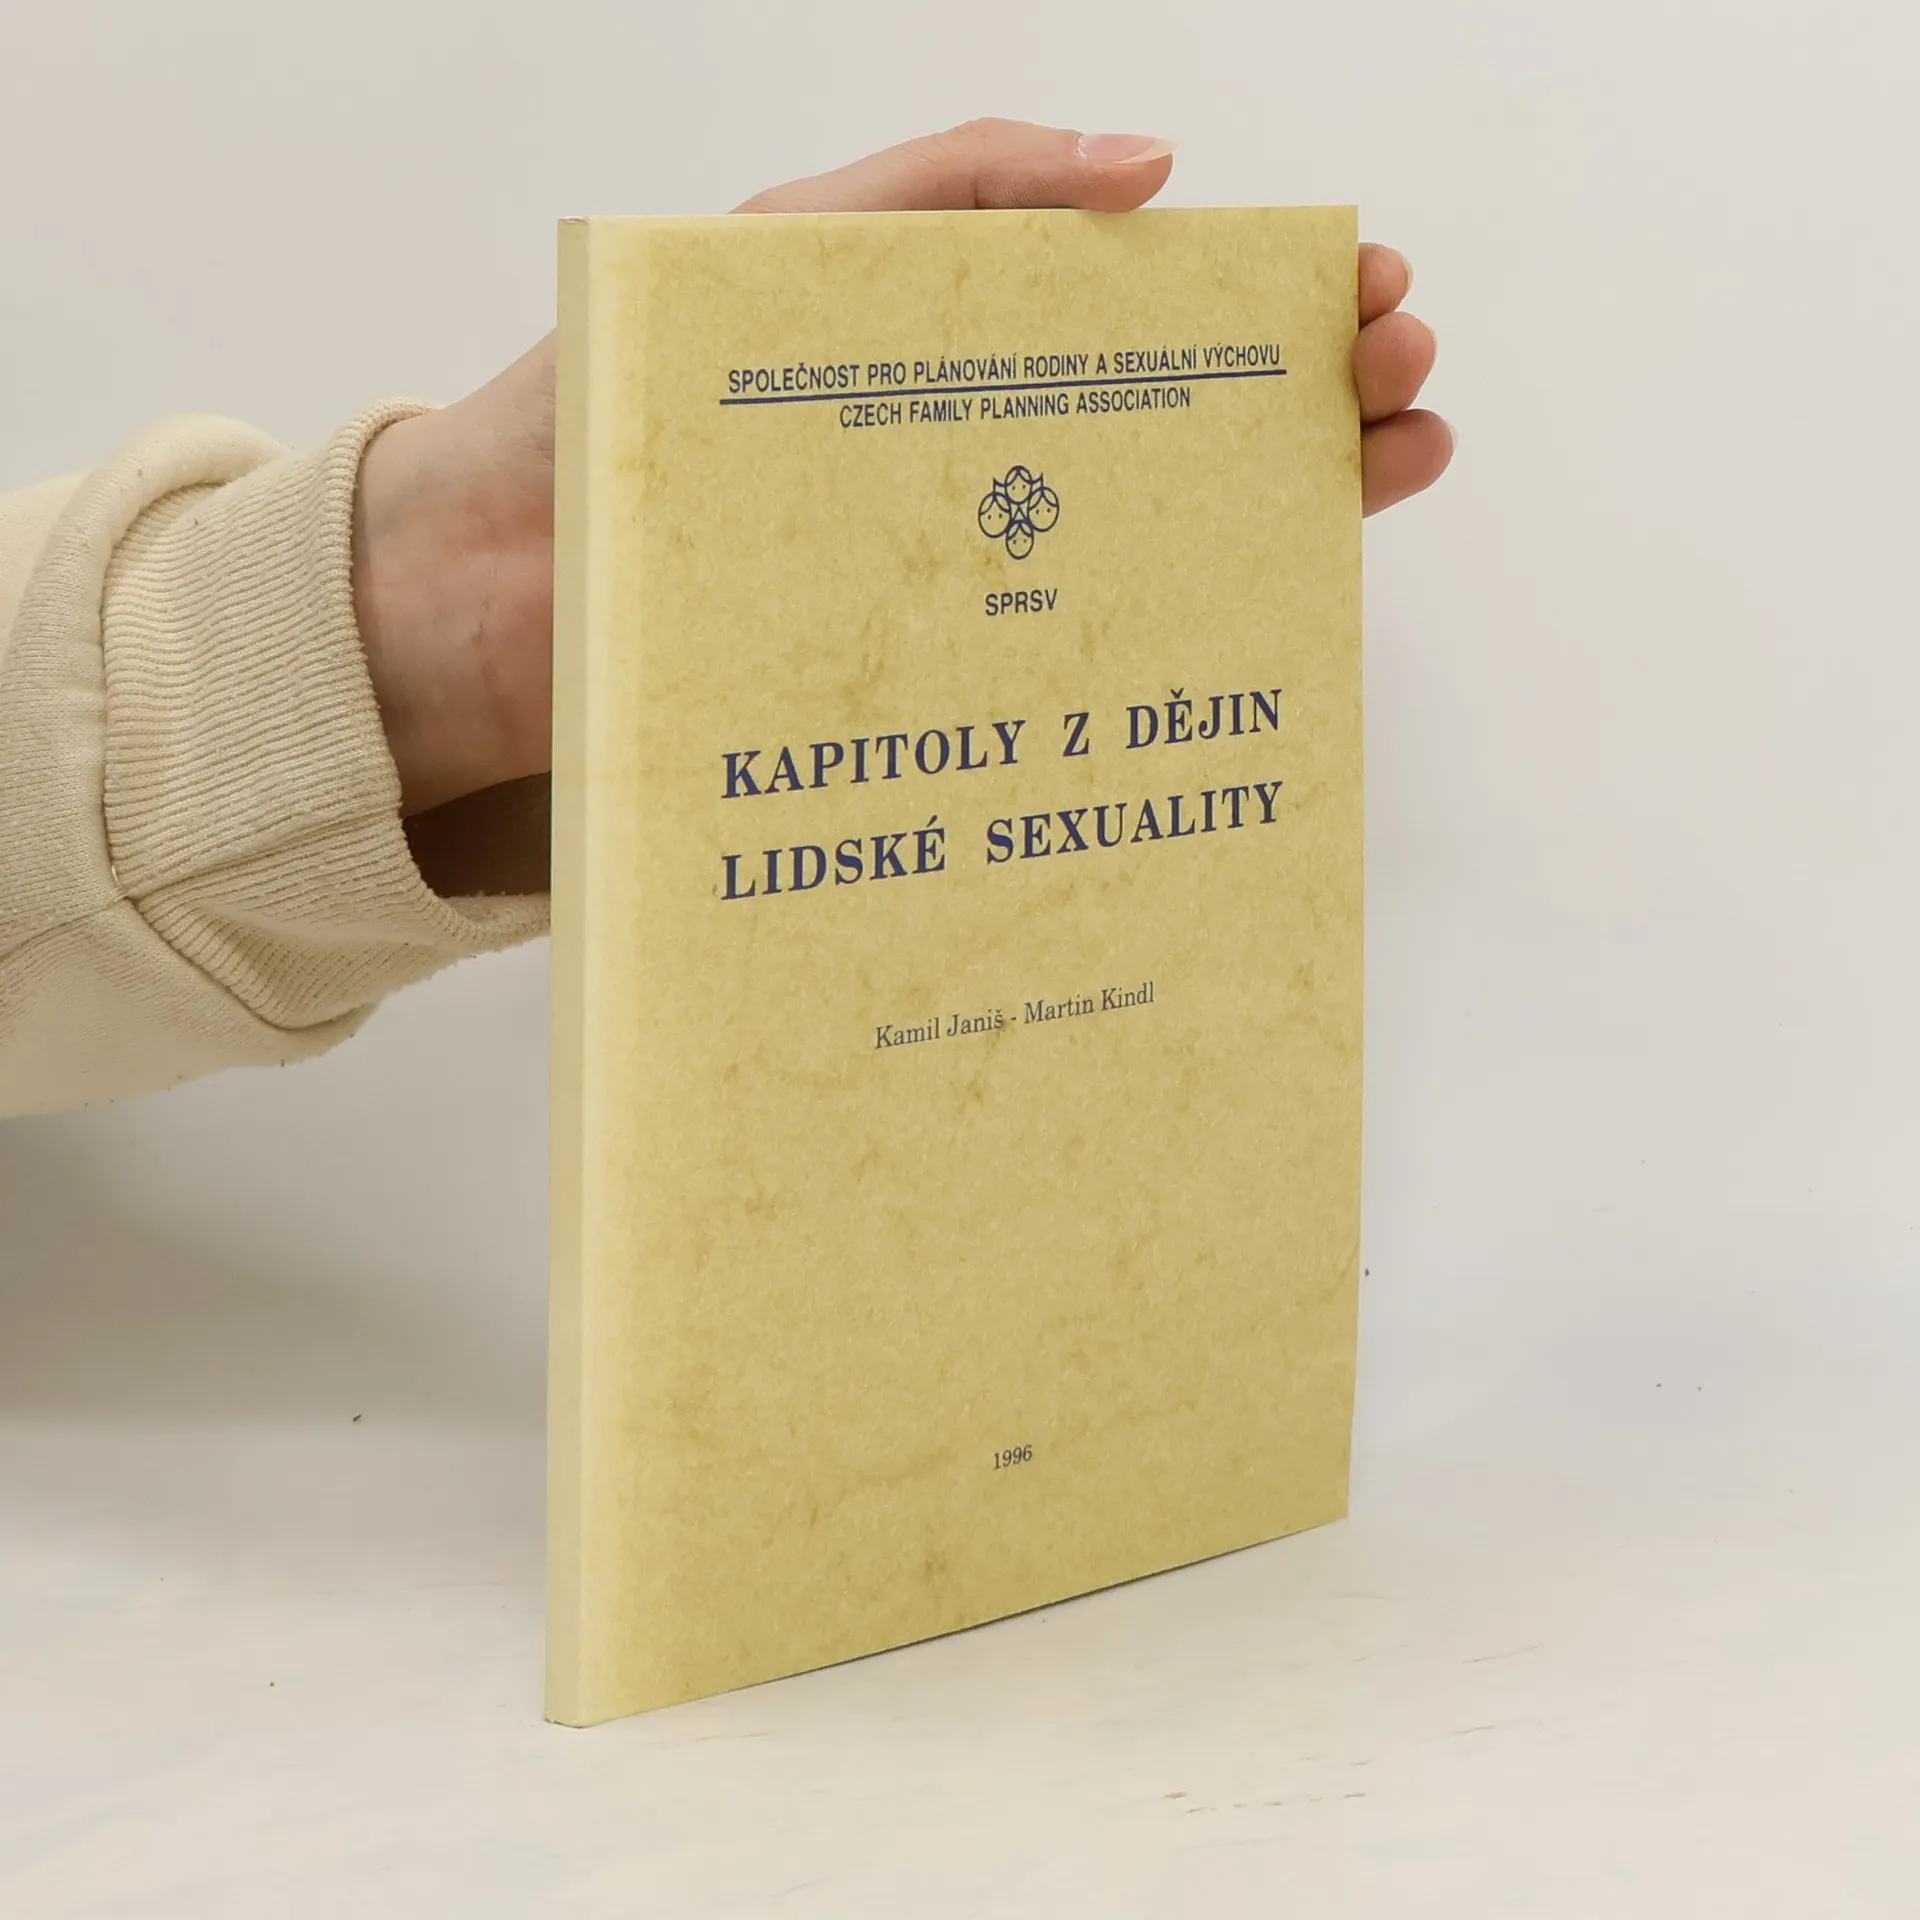 SPOLEČNOST PRO PLÁNOVÁNÍ RODINY A SEXUÁLNÍ VÝCHOVU
CZECH FAMILY PLANNING ASSOCIATION
SPRSV
KAPITOLY Z DĚJIN
LIDSKÉ SEXUALITY
Kamil Janiš - Martin Kindl
1996